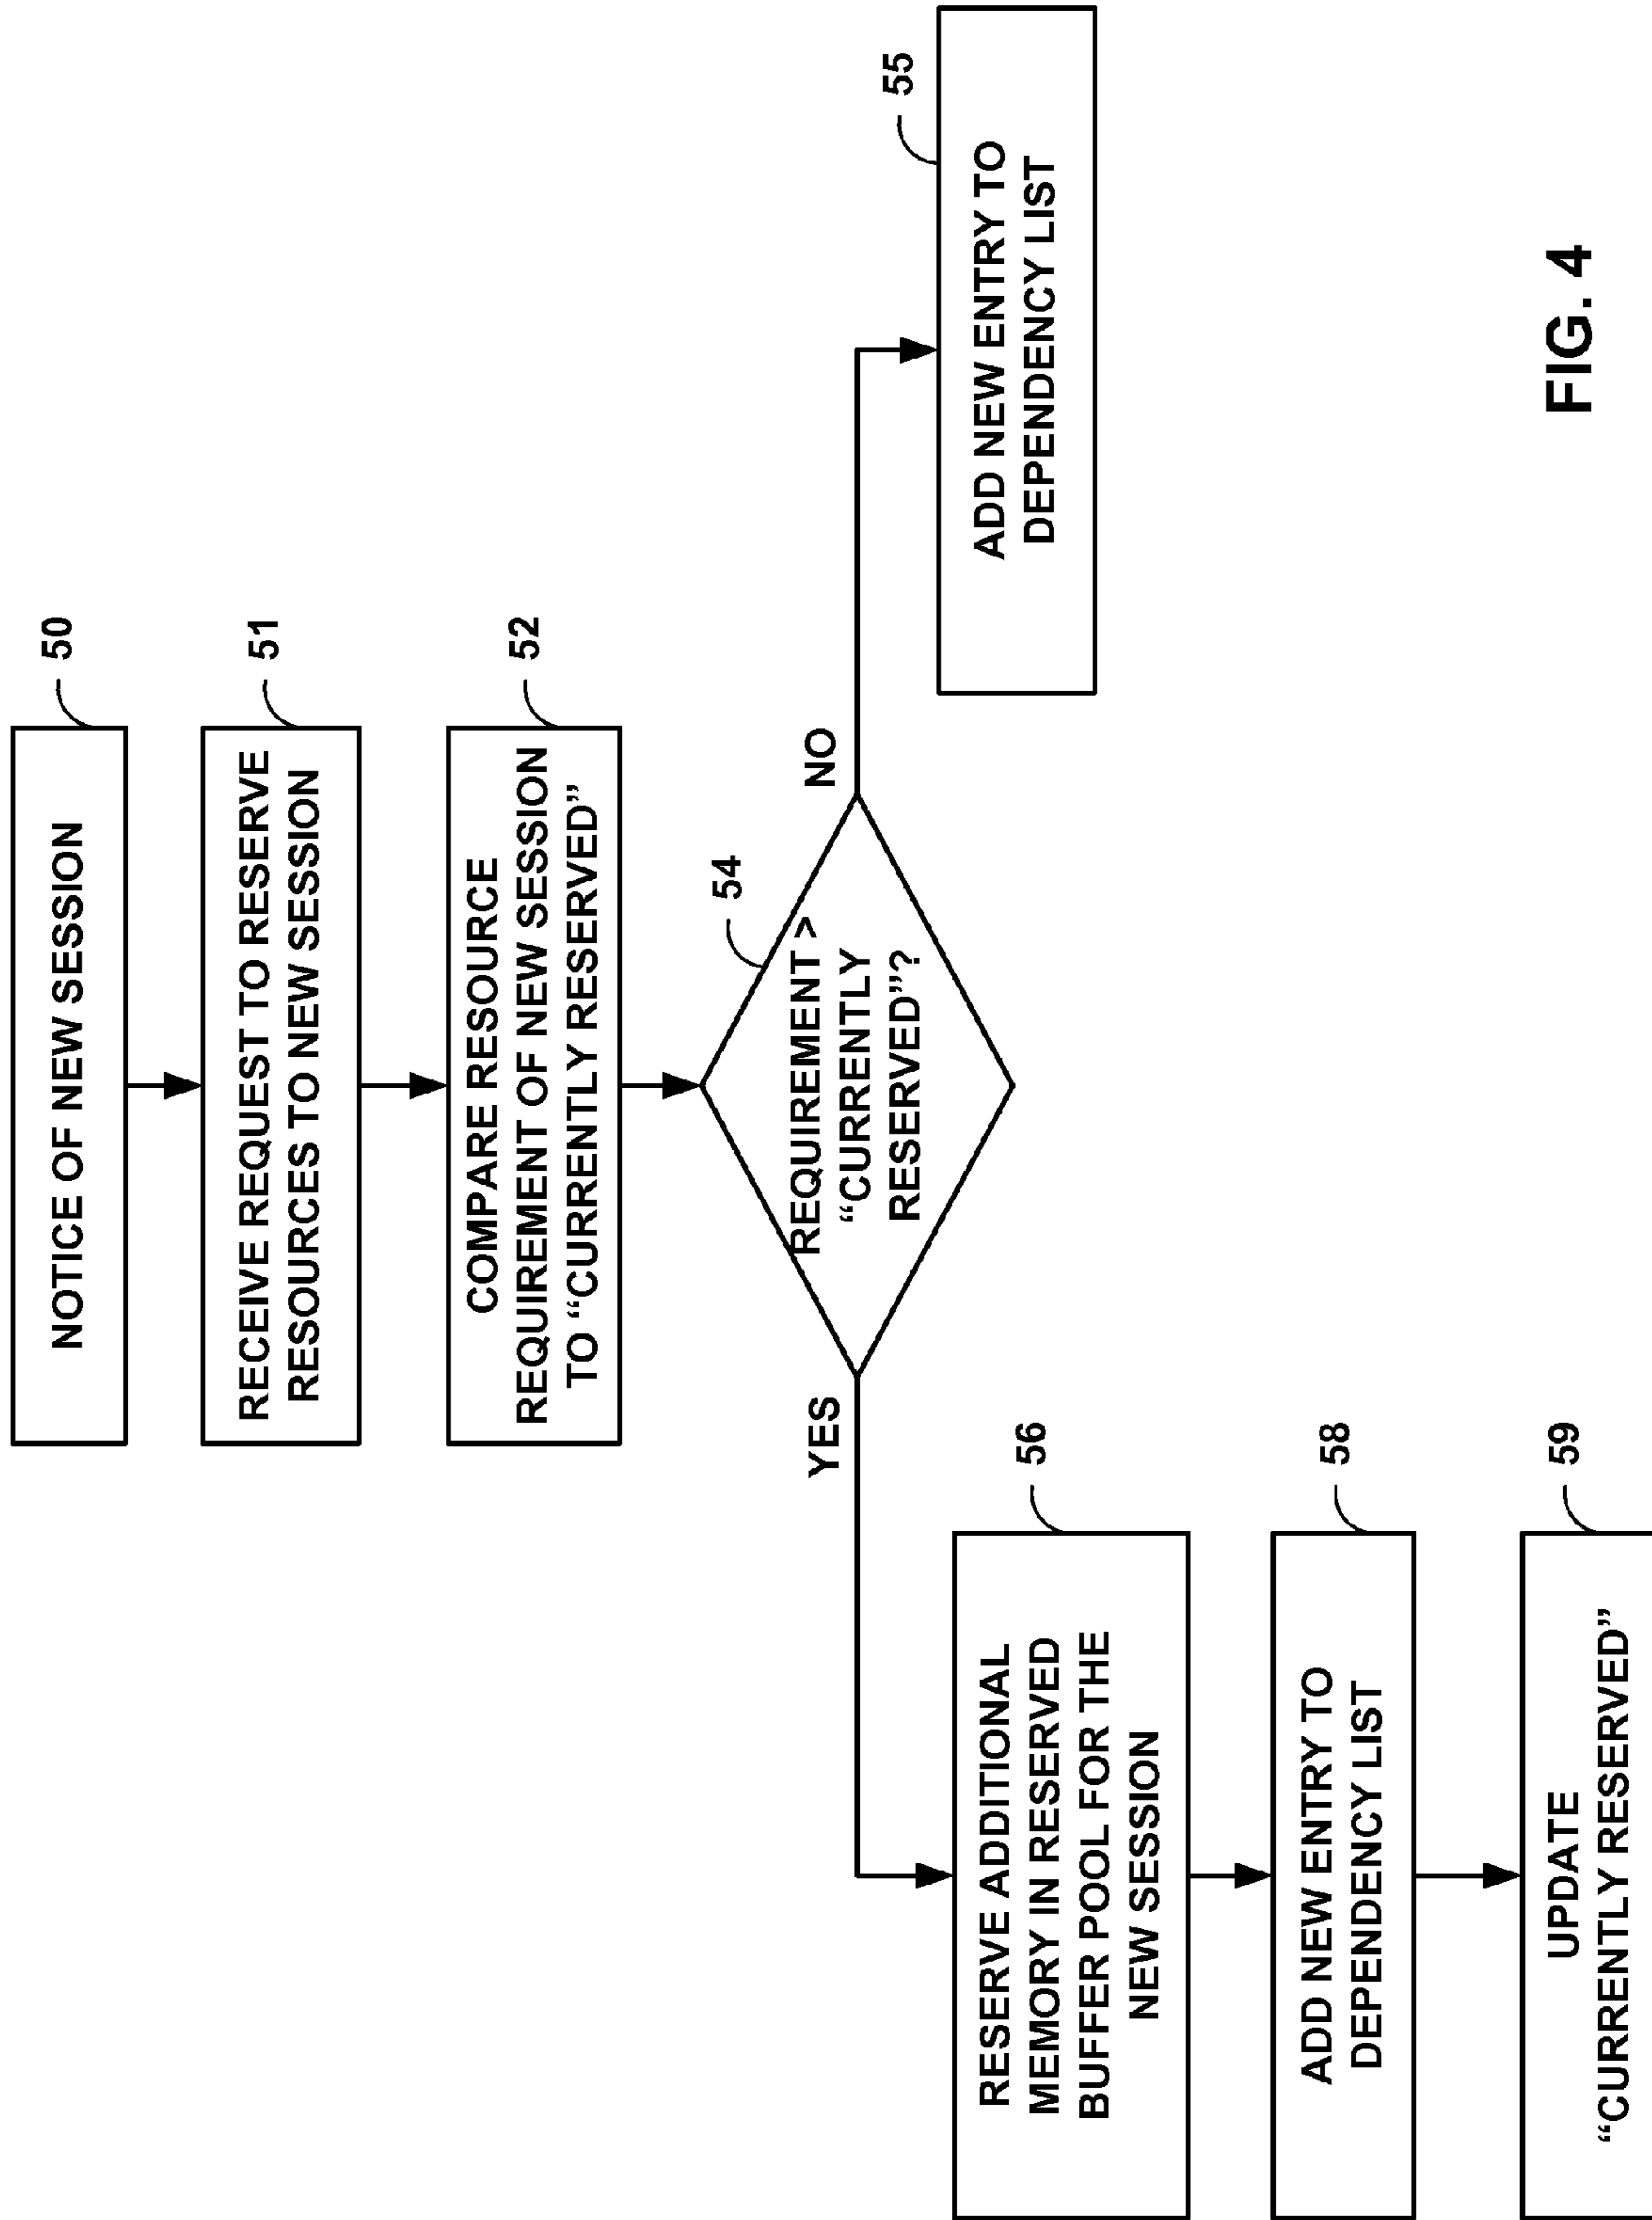 50
NOTICE OF NEW SESSION
51
RECEIVE REQUEST TO RESERVE
RESOURCES TO NEW SESSION
52
COMPARE RESOURCE
REQUIREMENT OF NEW SESSION
TO “CURRENTLY RESERVED”
54
REQUIREMENT >
“CURRENTLY
RESERVED”?
YES
NO
55
ADD NEW ENTRY TO
DEPENDENCY LIST
56
RESERVE ADDITIONAL
MEMORY IN RESERVED
BUFFER POOL FOR THE
NEW SESSION
58
ADD NEW ENTRY TO
DEPENDENCY LIST
59
UPDATE
“CURRENTLY RESERVED”
FIG. 4